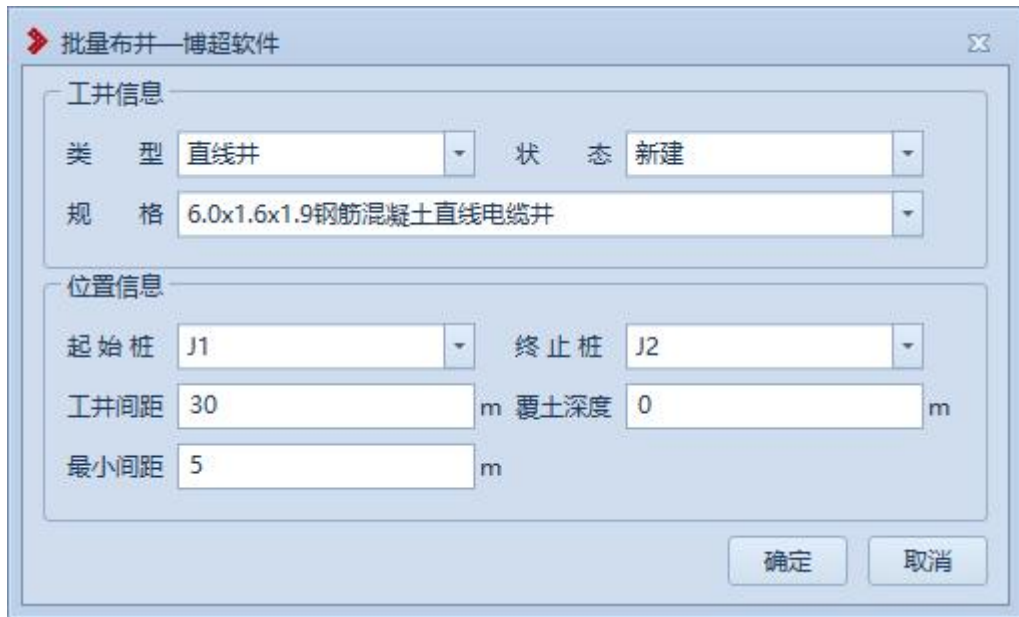 批量布井—博超软件
工井信息
类 型 直线井 状 态 新建
规 格 6.0x1.6x1.9钢筋混凝土直线电缆井
位置信息
起始桩 J1 终止桩 J2
工井间距 30 m 覆土深度 0 m
最小间距 5 m
确定 取消